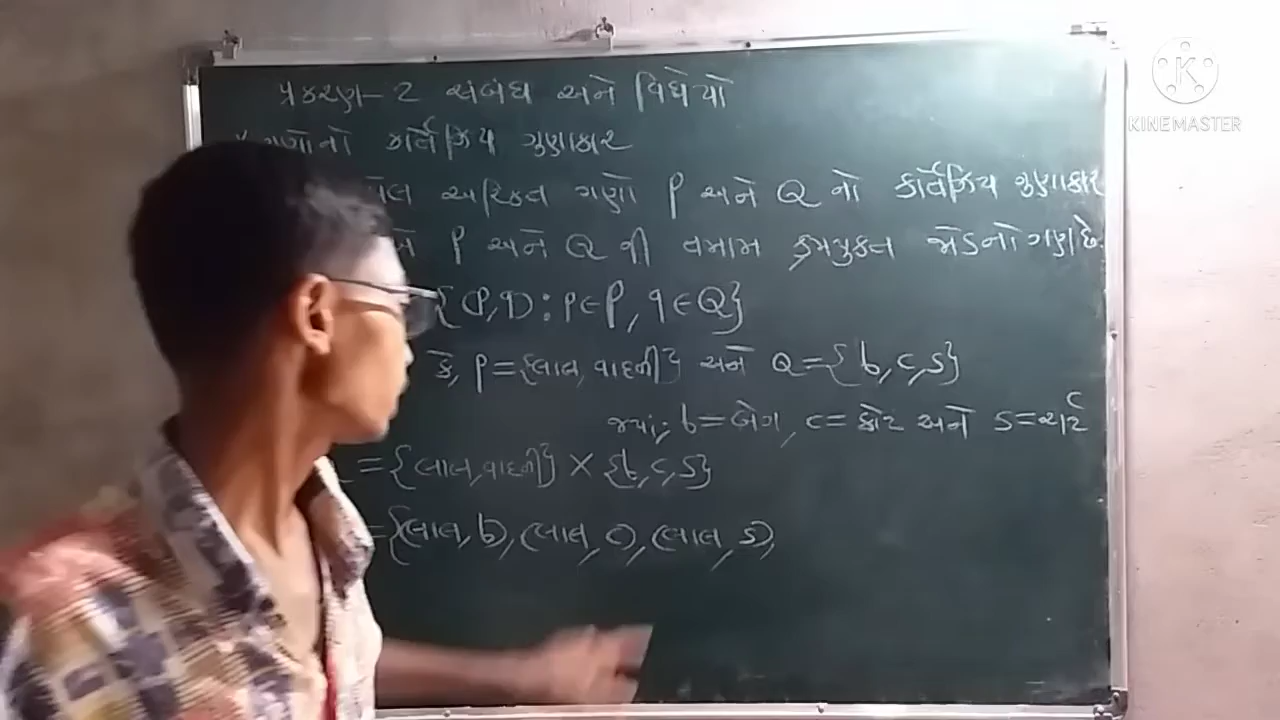 પ્રકરણ-2 સંબંધ અને વિધેયો
ગણોનો કાર્તેઝિય ગુણાકાર
અરિક્ત ગણો P અને Q નો કાર્તેઝિય ગુણાકાર
P અને Q ની તમામ ક્રમયુક્ત જોડનો ગણ છે.
{(P,q) : p∈P, q∈Q}
કે, P={લાલ, વાદળી} અને Q={b,c,s}
જ્યાં, b=બેગ, c=કોટ અને s=શર્ટ
={લાલ,વાદળી} × {b,c,s}
={(લાલ,b),(લાલ,c),(લાલ,s),
KINEMASTER